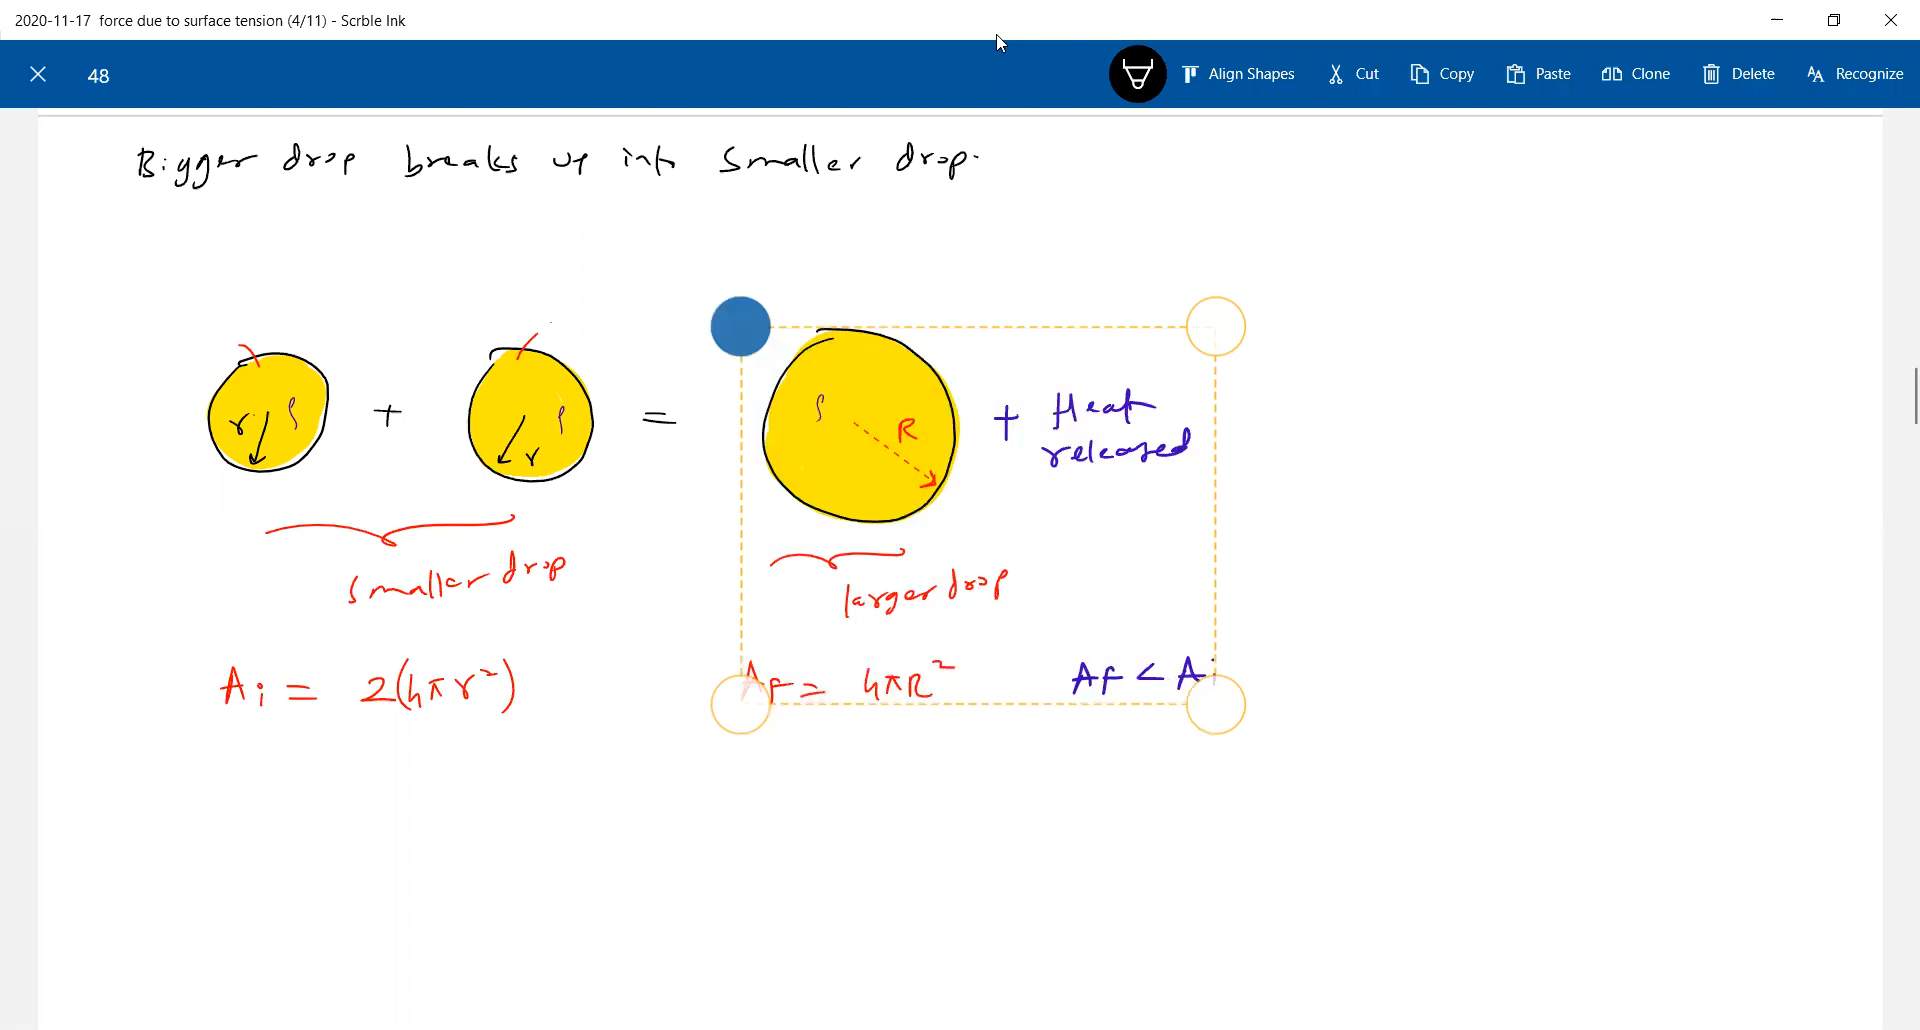 2020-11-17 force due to surface tension (4/11) - Scrble Ink
48
Align Shapes
Cut
Copy
Paste
Clone
Delete
Recognize
Bigger drop breaks up into smaller drop.
r ρ + ρ r = ρ R + Heat
released
smaller drop
larger drop
Ai = 2(4πr²)
AF = 4πR²
AF < Ai